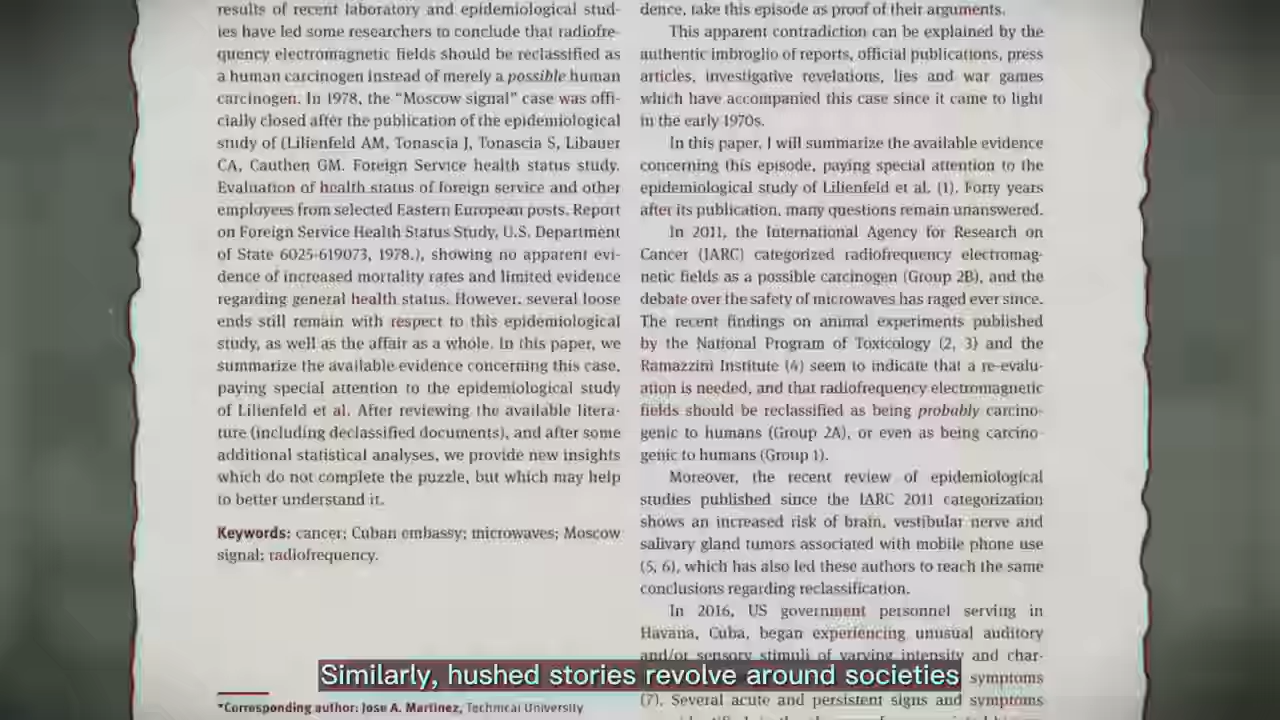 results of recent laboratory and epidemiological stud-
ies have led some researchers to conclude that radiofre-
quency electromagnetic fields should be reclassified as
a human carcinogen instead of merely a possible human
carcinogen. In 1978, the “Moscow signal” case was offi-
cially closed after the publication of the epidemiological
study of (Lilienfeld AM, Tonascia J, Tonascia S, Libauer
CA, Cauthen GM. Foreign Service health status study.
Evaluation of health status of foreign service and other
employees from selected Eastern European posts. Report
on Foreign Service Health Status Study, U.S. Department
of State 6025-619073, 1978.), showing no apparent evi-
dence of increased mortality rates and limited evidence
regarding general health status. However, several loose
ends still remain with respect to this epidemiological
study, as well as the affair as a whole. In this paper, we
summarize the available evidence concerning this case,
paying special attention to the epidemiological study
of Lilienfeld et al. After reviewing the available litera-
ture (including declassified documents), and after some
additional statistical analyses, we provide new insights
which do not complete the puzzle, but which may help
to better understand it.
Keywords: cancer; Cuban embassy; microwaves; Moscow
signal; radiofrequency.
*Corresponding author: Jose A. Martinez, Technical University
dence, take this episode as proof of their arguments.
This apparent contradiction can be explained by the
authentic imbroglio of reports, official publications, press
articles, investigative revelations, lies and war games
which have accompanied this case since it came to light
in the early 1970s.
In this paper, I will summarize the available evidence
concerning this episode, paying special attention to the
epidemiological study of Lilienfeld et al. (1). Forty years
after its publication, many questions remain unanswered.
In 2011, the International Agency for Research on
Cancer (IARC) categorized radiofrequency electromag-
netic fields as a possible carcinogen (Group 2B), and the
debate over the safety of microwaves has raged ever since.
The recent findings on animal experiments published
by the National Program of Toxicology (2, 3) and the
Ramazzini Institute (4) seem to indicate that a re-evalu-
ation is needed, and that radiofrequency electromagnetic
fields should be reclassified as being probably carcino-
genic to humans (Group 2A), or even as being carcino-
genic to humans (Group 1).
Moreover, the recent review of epidemiological
studies published since the IARC 2011 categorization
shows an increased risk of brain, vestibular nerve and
salivary gland tumors associated with mobile phone use
(5, 6), which has also led these authors to reach the same
conclusions regarding reclassification.
In 2016, US government personnel serving in
Havana, Cuba, began experiencing unusual auditory
and/or sensory stimuli of varying intensity and char-
symptoms
(7). Several acute and persistent signs and symptoms
Similarly, hushed stories revolve around societies